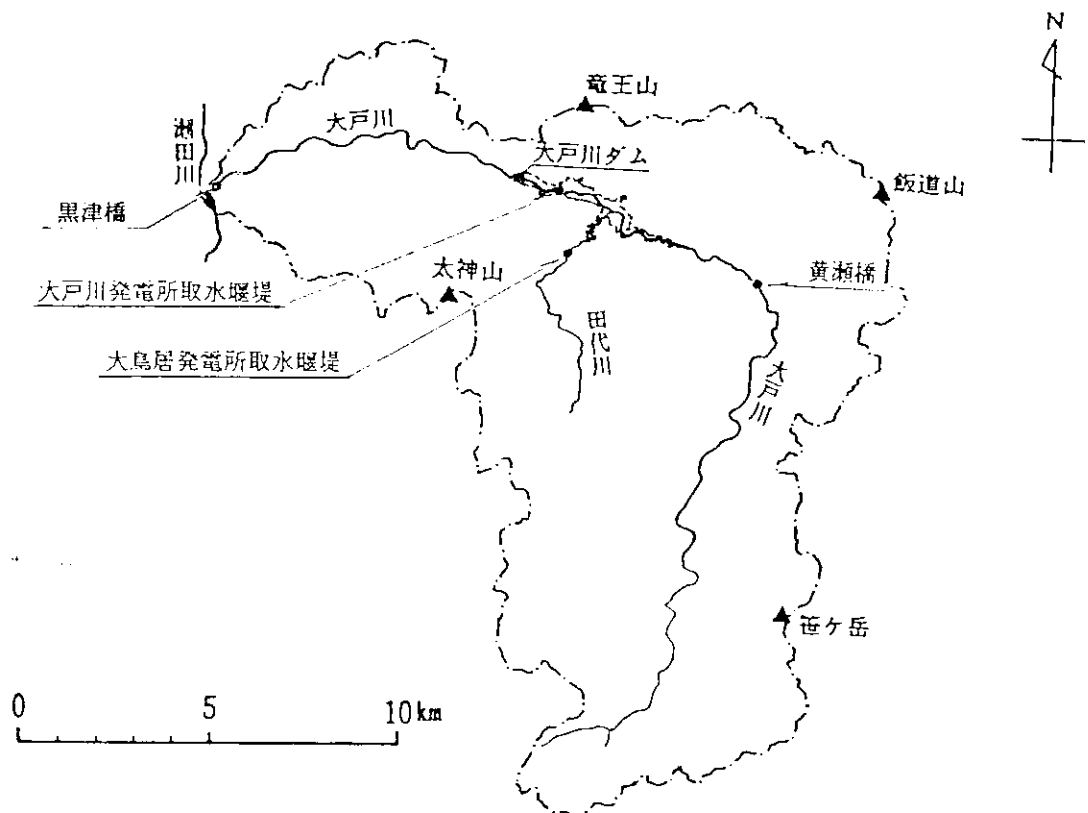 N
竜王山
大戸川
瀬田川
大戸川ダム
飯道山
黒津橋
太神山
黄瀬橋
大戸川発電所取水堰堤
田代川
大鳥居発電所取水堰堤
大戸川
笹ケ岳
0 5 10km